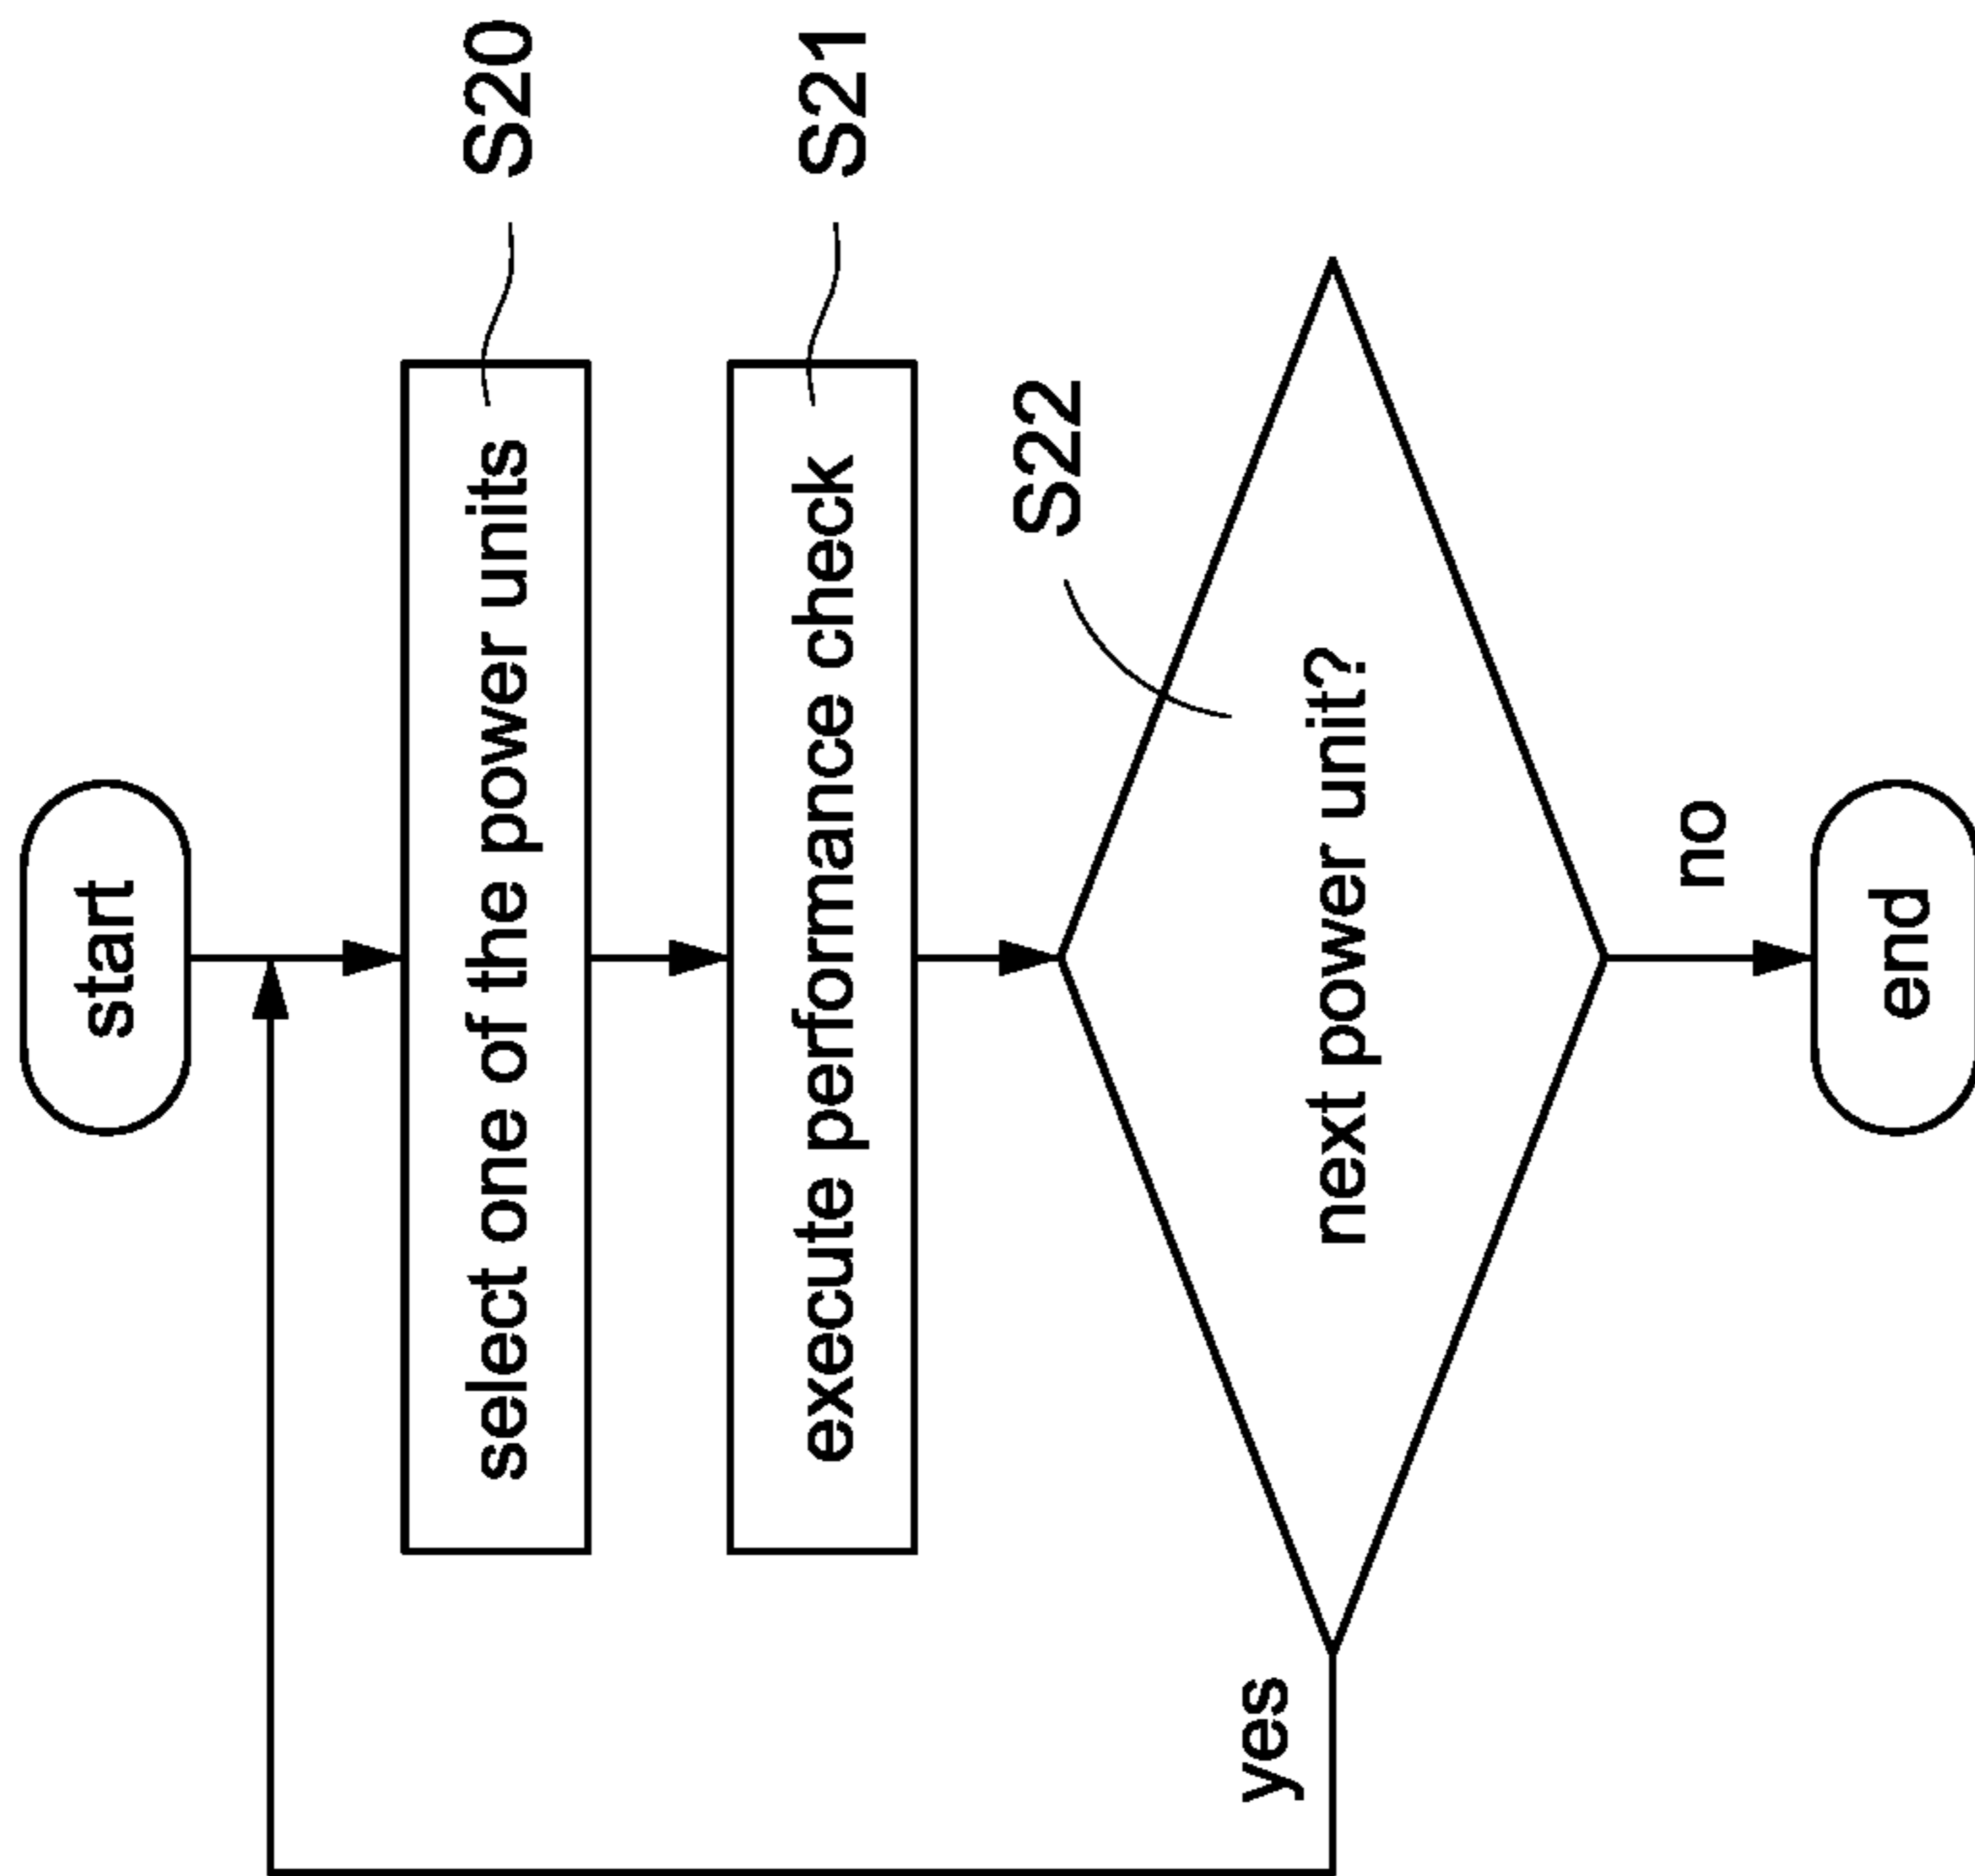 start
select one of the power units
S20
execute performance check
S21
S22
next power unit?
yes
no
end